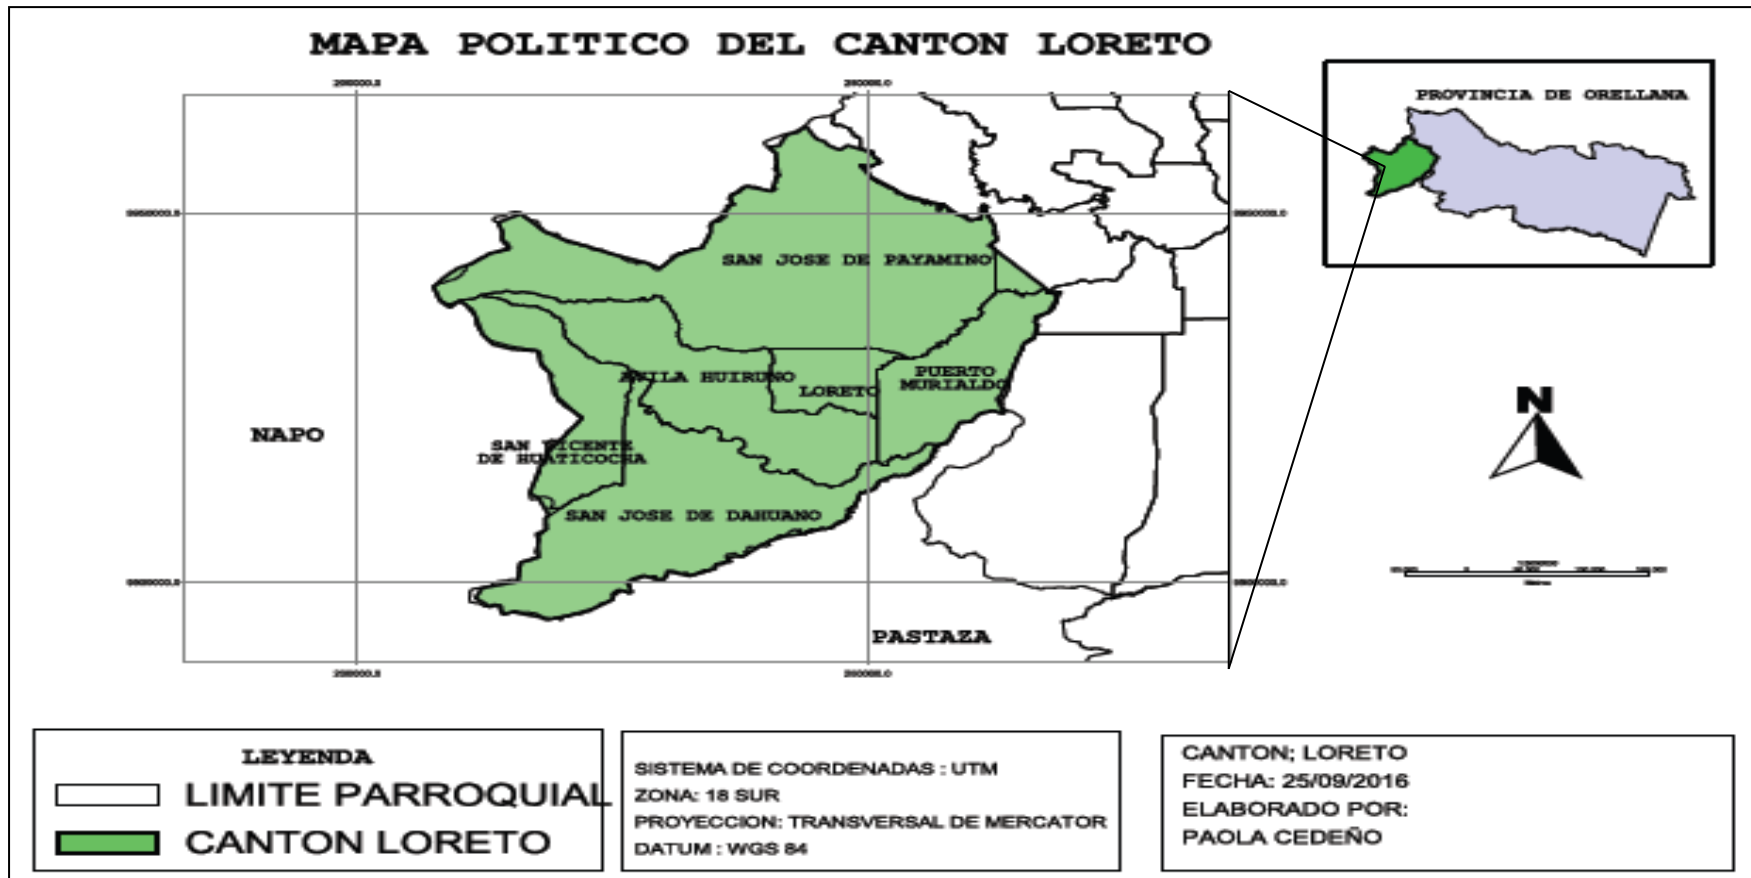 MAPA POLITICO DEL CANTON LORETO
PROVINCIA DE ORELLANA
SAN JOSE DE PAYAMINO
AVILA HUIRUNO
LORETO
PUERTO
MURIALDO
NAPO
SAN VICENTE
DE HUATICOCHA
SAN JOSE DE DAHUANO
PASTAZA
N
LEYENDA
LIMITE PARROQUIAL
CANTON LORETO
SISTEMA DE COORDENADAS : UTM
ZONA: 18 SUR
PROYECCION: TRANSVERSAL DE MERCATOR
DATUM : WGS 84
CANTON; LORETO
FECHA: 25/09/2016
ELABORADO POR:
PAOLA CEDEÑO